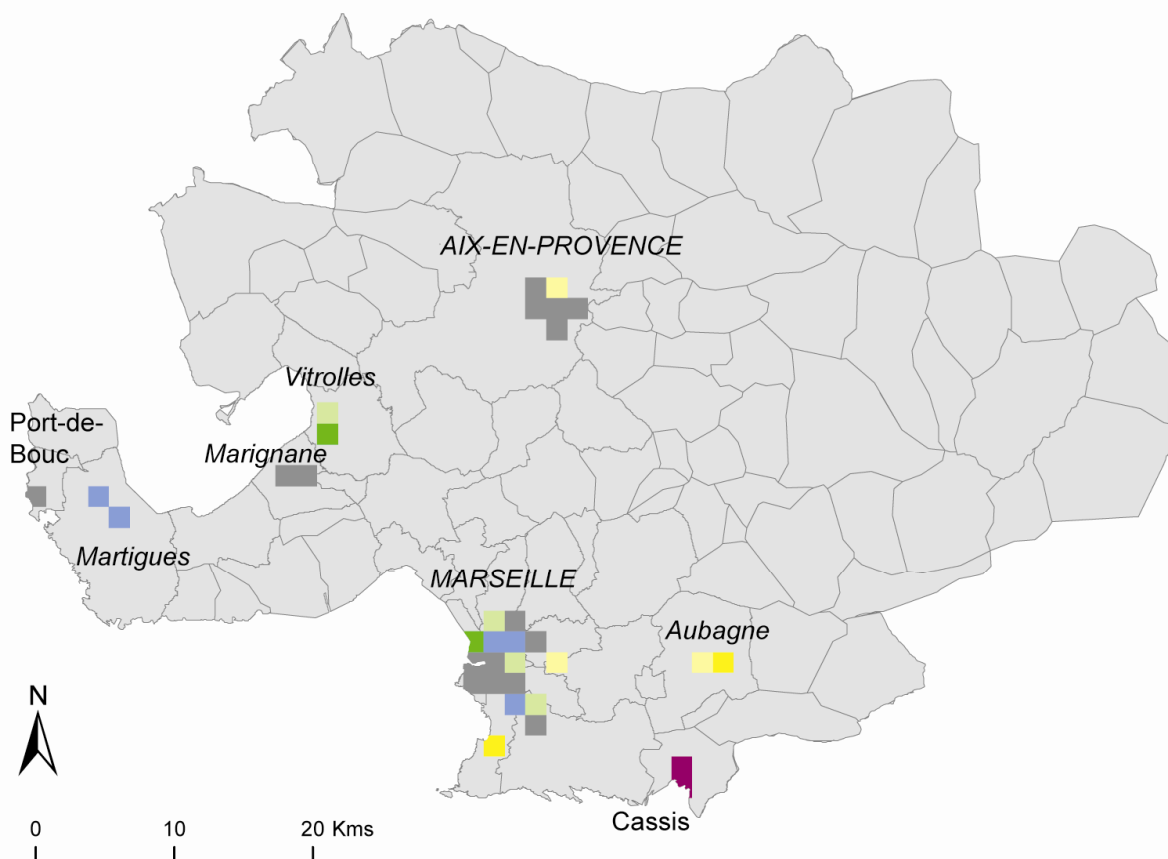 AIX-EN-PROVENCE
Vitrolles
Port-de-
Bouc
Marignane
Martigues
MARSEILLE
Aubagne
N
Cassis
0 10 20 Kms